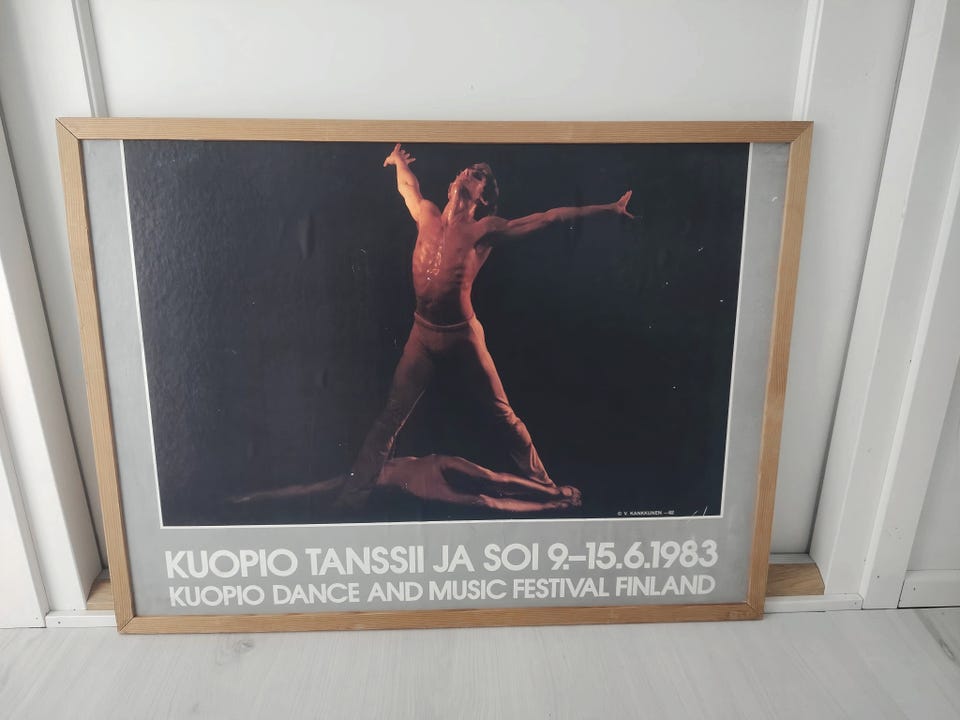 © V. KANKKUNEN -82
KUOPIO TANSSII JA SOI 9.–15.6.1983
KUOPIO DANCE AND MUSIC FESTIVAL FINLAND